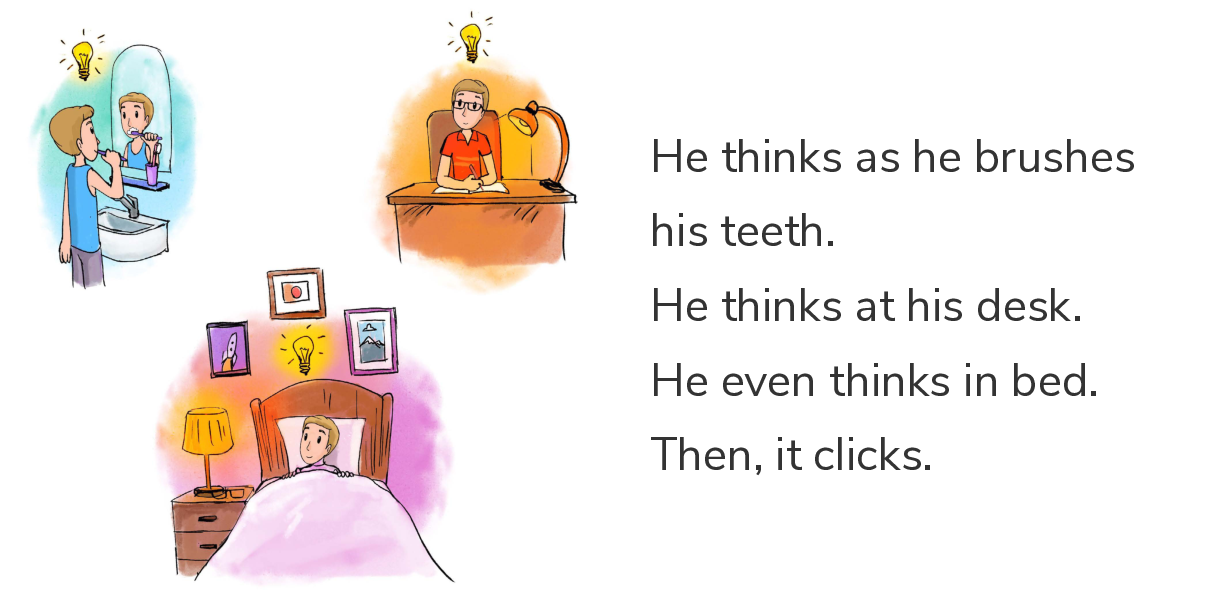 He thinks as he brushes
his teeth.
He thinks at his desk.
He even thinks in bed.
Then, it clicks.